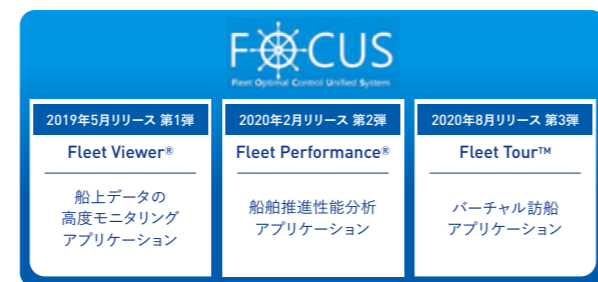 FOCUS
Fleet Optimal Control Unified System
2019年5月リリース 第1弾
Fleet Viewer®
船上データの
高度モニタリング
アプリケーション
2020年2月リリース 第2弾
Fleet Performance®
船舶推進性能分析
アプリケーション
2020年8月リリース 第3弾
Fleet Tour™
バーチャル訪船
アプリケーション